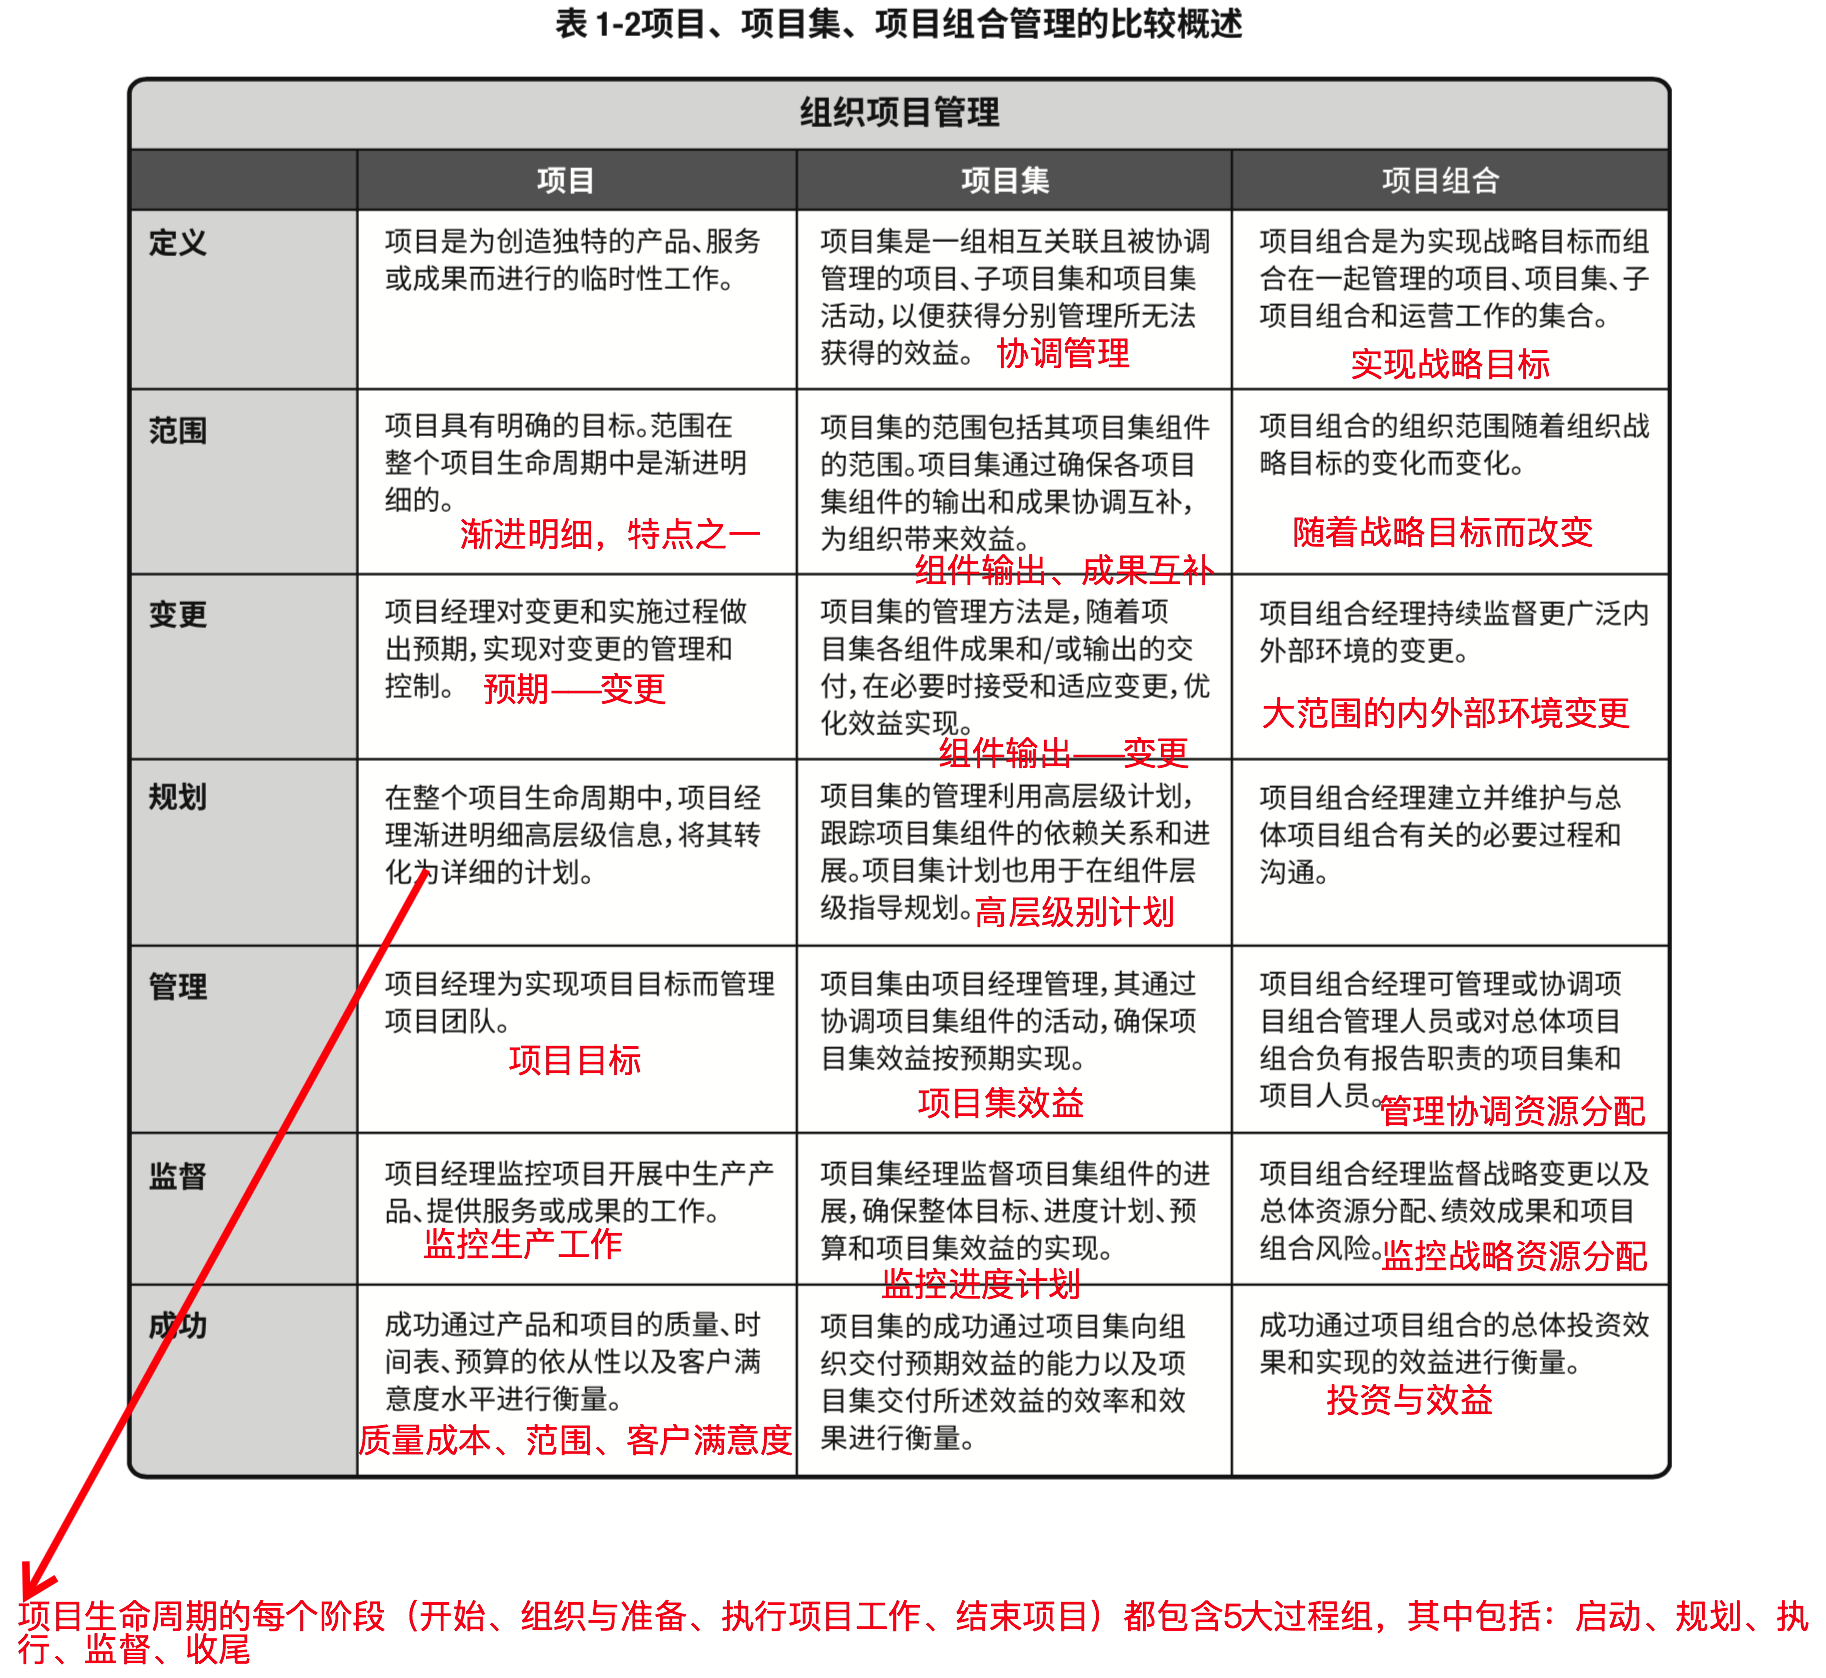 表 1-2项目、项目集、项目组合管理的比较概述
组织项目管理
项目
项目集
项目组合
定义
项目是为创造独特的产品、服务
或成果而进行的临时性工作。
项目集是一组相互关联且被协调
管理的项目、子项目集和项目集
活动，以便获得分别管理所无法
获得的效益。
协调管理
项目组合是为实现战略目标而组
合在一起管理的项目、项目集、子
项目组合和运营工作的集合。
实现战略目标
范围
项目具有明确的目标。范围在
整个项目生命周期中是渐进明
细的。
渐进明细，特点之一
项目集的范围包括其项目集组件
的范围。项目集通过确保各项目
集组件的输出和成果协调互补，
为组织带来效益。
组件输出、成果互补
项目组合的组织范围随着组织战
略目标的变化而变化。
随着战略目标而改变
变更
项目经理对变更和实施过程做
出预期，实现对变更的管理和
控制。
预期——变更
项目集的管理方法是，随着项
目集各组件成果和/或输出的交
付，在必要时接受和适应变更，优
化效益实现。
组件输出——变更
项目组合经理持续监督更广泛内
外部环境的变更。
大范围的内外部环境变更
规划
在整个项目生命周期中，项目经
理渐进明细高层级信息，将其转
化为详细的计划。
项目集的管理利用高层级计划，
跟踪项目集组件的依赖关系和进
展。项目集计划也用于在组件层
级指导规划。
高层级别计划
项目组合经理建立并维护与总
体项目组合有关的必要过程和
沟通。
管理
项目经理为实现项目目标而管理
项目团队。
项目目标
项目集由项目经理管理，其通过
协调项目集组件的活动，确保项
目集效益按预期实现。
项目集效益
项目组合经理可管理或协调项
目组合管理人员或对总体项目
组合负有报告职责的项目集和
项目人员。
管理协调资源分配
监督
项目经理监控项目开展中生产产
品、提供服务或成果的工作。
监控生产工作
项目集经理监督项目集组件的进
展，确保整体目标、进度计划、预
算和项目集效益的实现。
监控进度计划
项目组合经理监督战略变更以及
总体资源分配、绩效成果和项目
组合风险。
监控战略资源分配
成功
成功通过产品和项目的质量、时
间表、预算的依从性以及客户满
意度水平进行衡量。
质量成本、范围、客户满意度
项目集的成功通过项目集向组
织交付预期效益的能力以及项
目集交付所述效益的效率和效
果进行衡量。
成功通过项目组合的总体投资效
果和实现的效益进行衡量。
投资与效益
项目生命周期的每个阶段（开始、组织与准备、执行项目工作、结束项目）都包含5大过程组，其中包括：启动、规划、执
行、监督、收尾